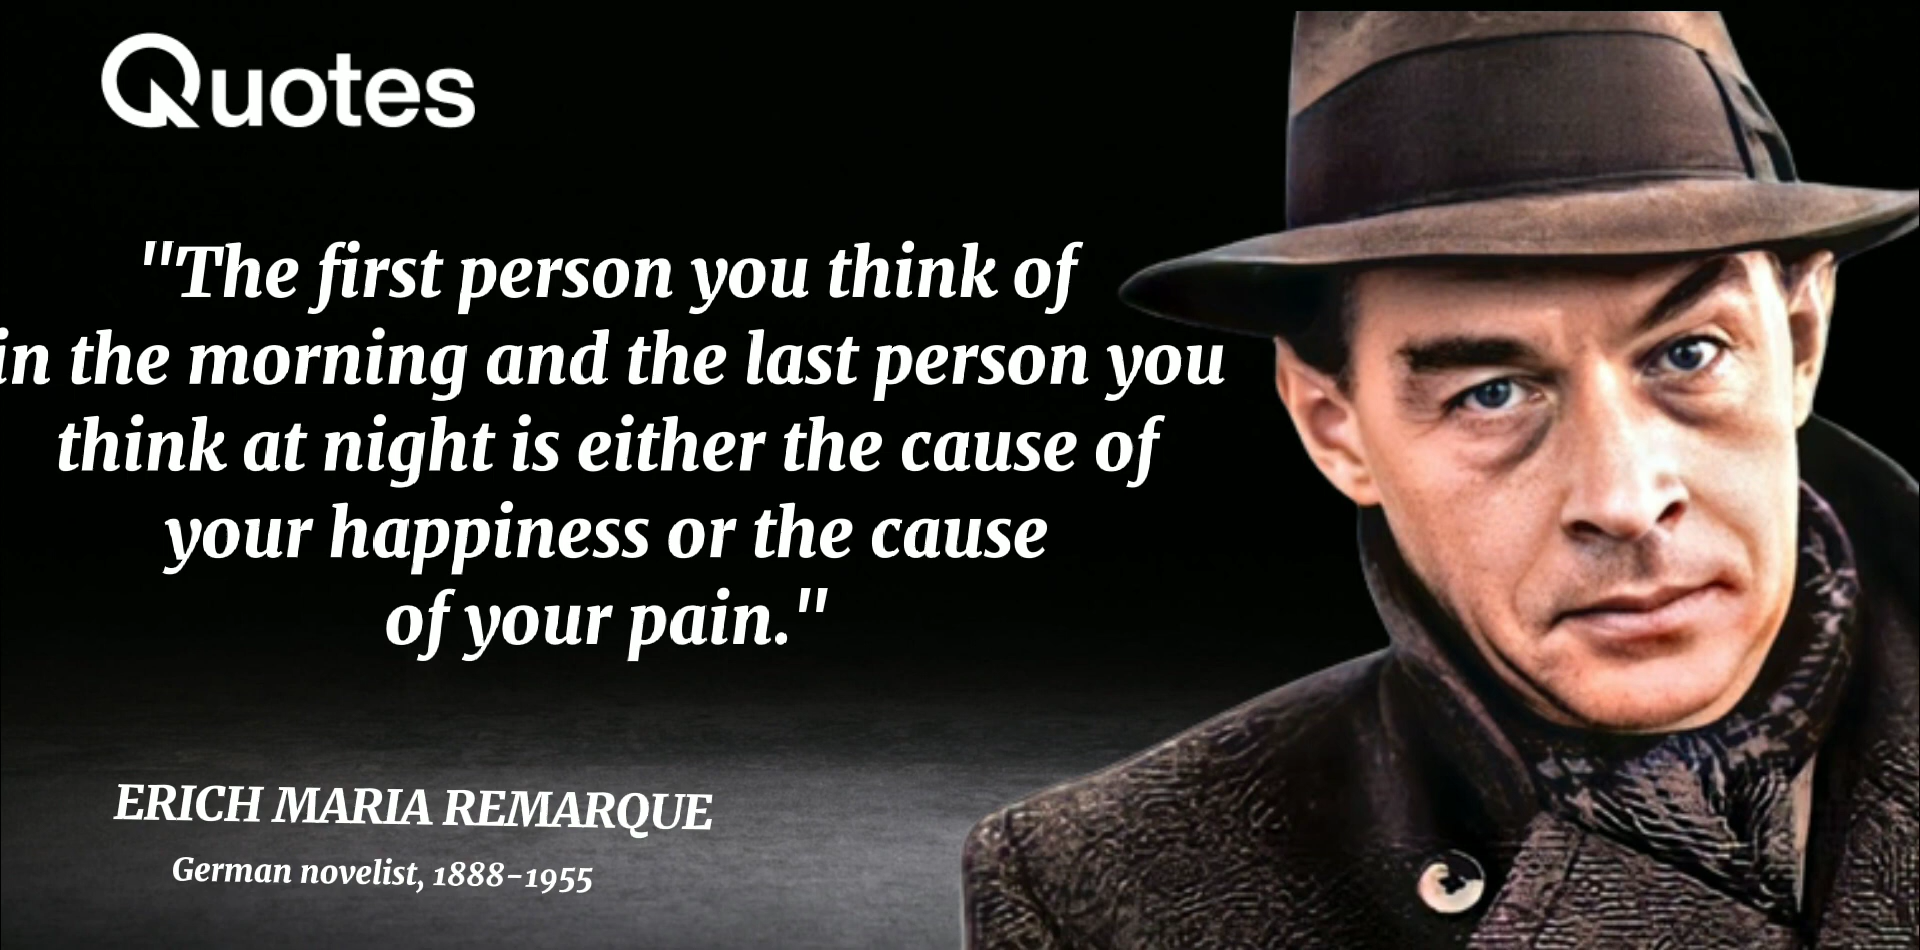 Quotes
"The first person you think of
in the morning and the last person you
think at night is either the cause of
your happiness or the cause
of your pain."
ERICH MARIA REMARQUE
German novelist, 1888-1955